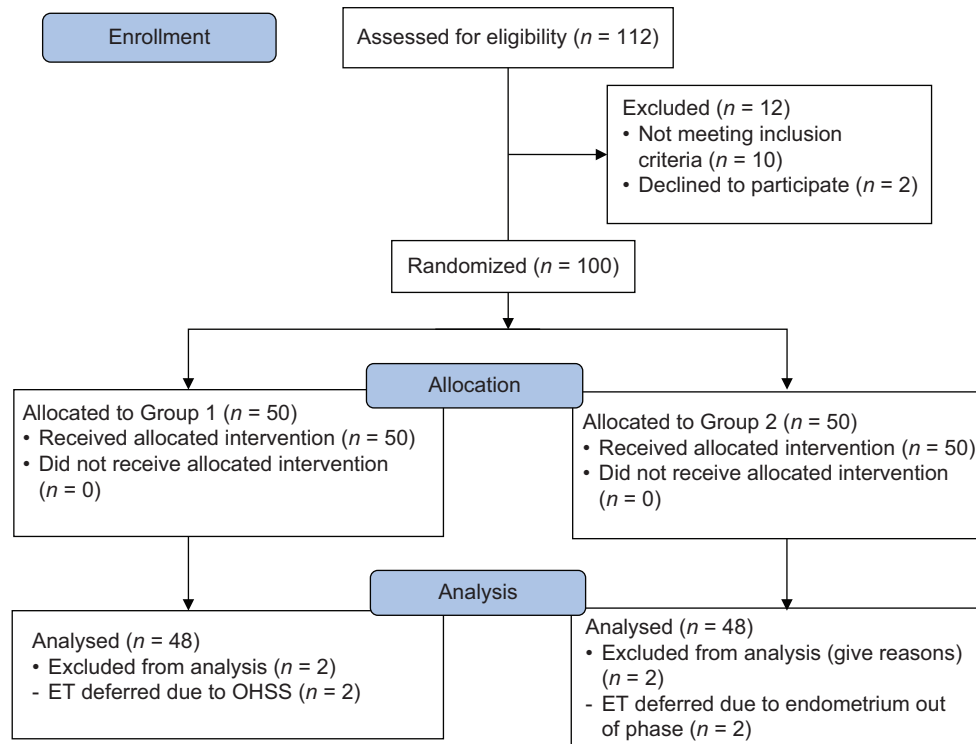 Enrollment
Assessed for eligibility (n = 112)
Excluded (n = 12)
• Not meeting inclusion
criteria (n = 10)
• Declined to participate (n = 2)
Randomized (n = 100)
Allocation
Allocated to Group 1 (n = 50)
• Received allocated intervention (n = 50)
• Did not receive allocated intervention
(n = 0)
Allocated to Group 2 (n = 50)
• Received allocated intervention (n = 50)
• Did not receive allocated intervention
(n = 0)
Analysis
Analysed (n = 48)
• Excluded from analysis (n = 2)
- ET deferred due to OHSS (n = 2)
Analysed (n = 48)
• Excluded from analysis (give reasons)
(n = 2)
- ET deferred due to endometrium out
of phase (n = 2)